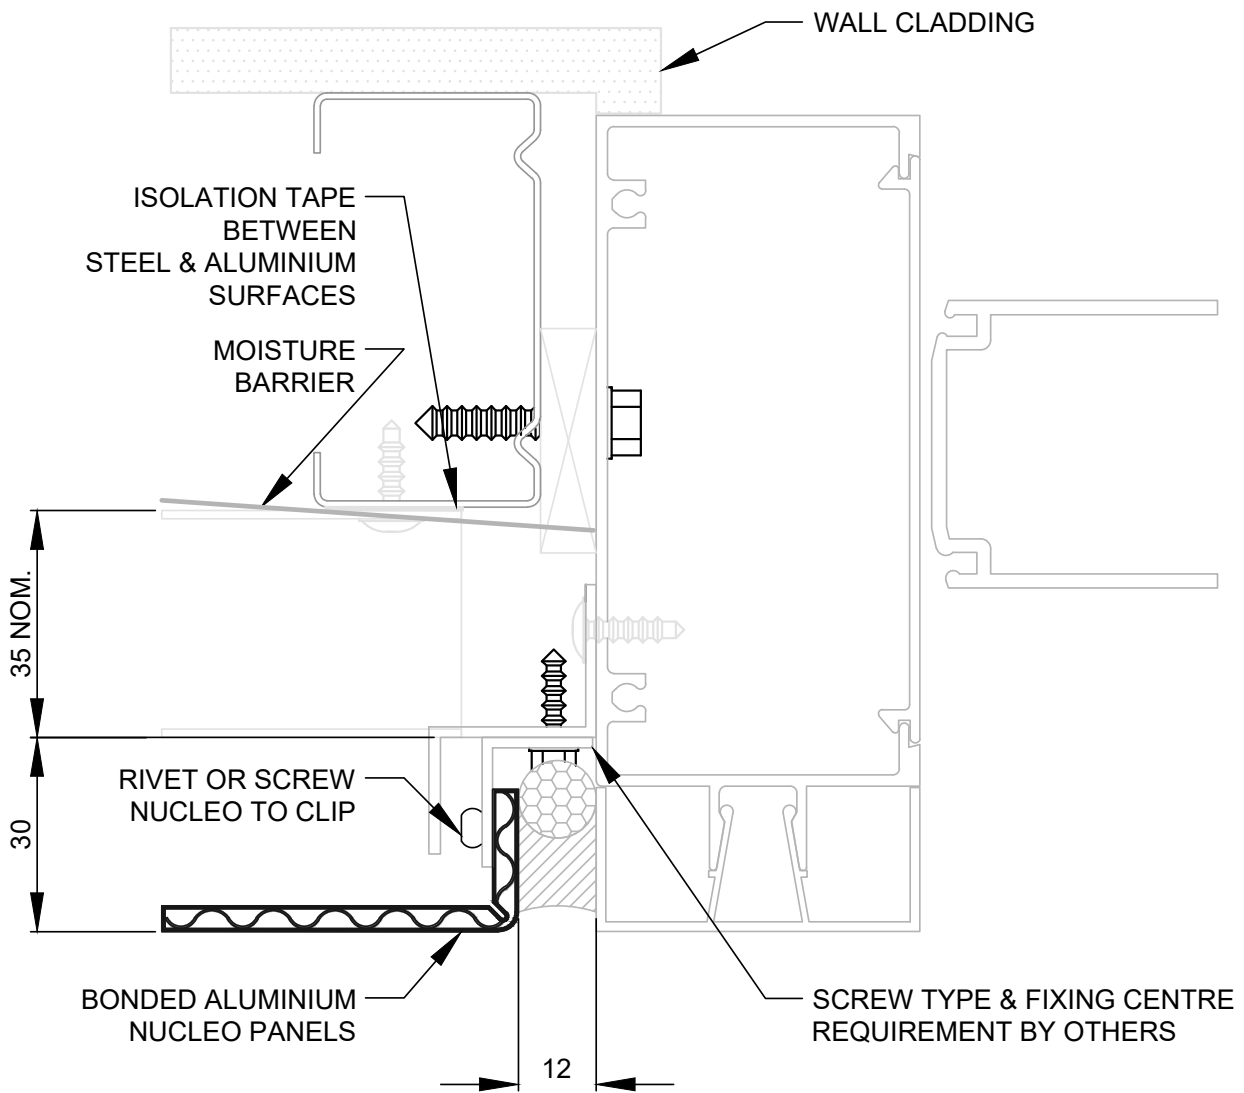 WALL CLADDING
ISOLATION TAPE
BETWEEN
STEEL & ALUMINIUM
SURFACES
MOISTURE
BARRIER
35 NOM.
RIVET OR SCREW
NUCLEO TO CLIP
30
BONDED ALUMINIUM
NUCLEO PANELS
SCREW TYPE & FIXING CENTRE
REQUIREMENT BY OTHERS
12